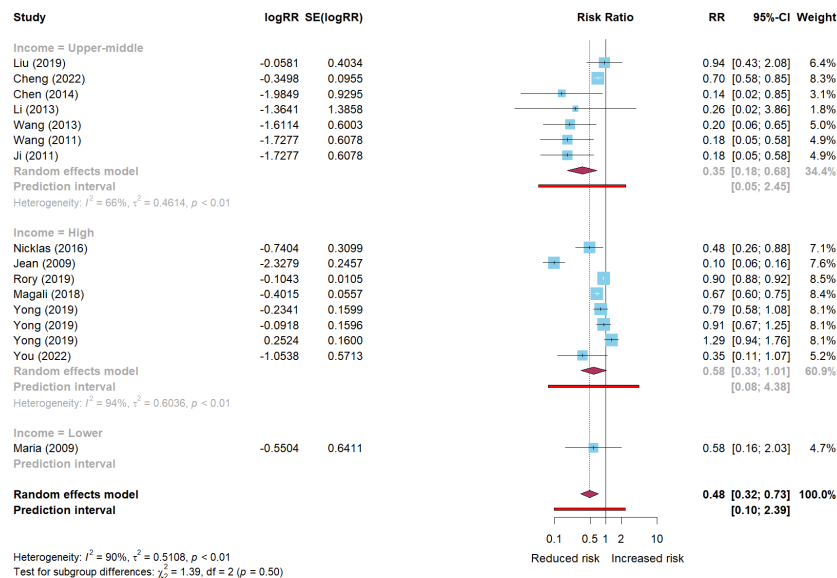 Study logRR SE(logRR) Risk Ratio RR 95%-CI Weight
Income = Upper-middle
Liu (2019) -0.0581 0.4034 0.94 [0.43; 2.08] 6.4%
Cheng (2022) -0.3498 0.0955 0.70 [0.58; 0.85] 8.3%
Chen (2014) -1.9849 0.9295 0.14 [0.02; 0.85] 3.1%
Li (2013) -1.3641 1.3858 0.26 [0.02; 3.86] 1.8%
Wang (2013) -1.6114 0.6003 0.20 [0.06; 0.65] 5.0%
Wang (2011) -1.7277 0.6078 0.18 [0.05; 0.58] 4.9%
Ji (2011) -1.7277 0.6078 0.18 [0.05; 0.58] 4.9%
Random effects model 0.35 [0.18; 0.68] 34.4%
Prediction interval [0.05; 2.45]
Heterogeneity: I² = 66%, τ² = 0.4614, p < 0.01
Income = High
Nicklas (2016) -0.7404 0.3099 0.48 [0.26; 0.88] 7.1%
Jean (2009) -2.3279 0.2457 0.10 [0.06; 0.16] 7.6%
Rory (2019) -0.1043 0.0105 0.90 [0.88; 0.92] 8.4%
Magali (2018) -0.4015 0.0557 0.67 [0.60; 0.75] 8.4%
Yong (2019) -0.2341 0.1599 0.79 [0.58; 1.08] 8.1%
Yong (2019) -0.0918 0.1596 0.91 [0.67; 1.25] 8.1%
Yong (2019) 0.2524 0.1600 1.29 [0.94; 1.76] 8.1%
You (2022) -1.0538 0.5713 0.35 [0.11; 1.07] 5.2%
Random effects model 0.58 [0.33; 1.01] 60.9%
Prediction interval [0.08; 4.38]
Heterogeneity: I² = 94%, τ² = 0.6036, p < 0.01
Income = Lower
Maria (2009) -0.5504 0.6411 0.58 [0.16; 2.03] 4.7%
Prediction interval
Random effects model 0.48 [0.32; 0.73] 100.0%
Prediction interval [0.10; 2.39]
0.1 0.5 1 2 10
Heterogeneity: I² = 90%, τ² = 0.5108, p < 0.01 Reduced risk Increased risk
Test for subgroup differences: χ²₂ = 1.39, df = 2 (p = 0.50)